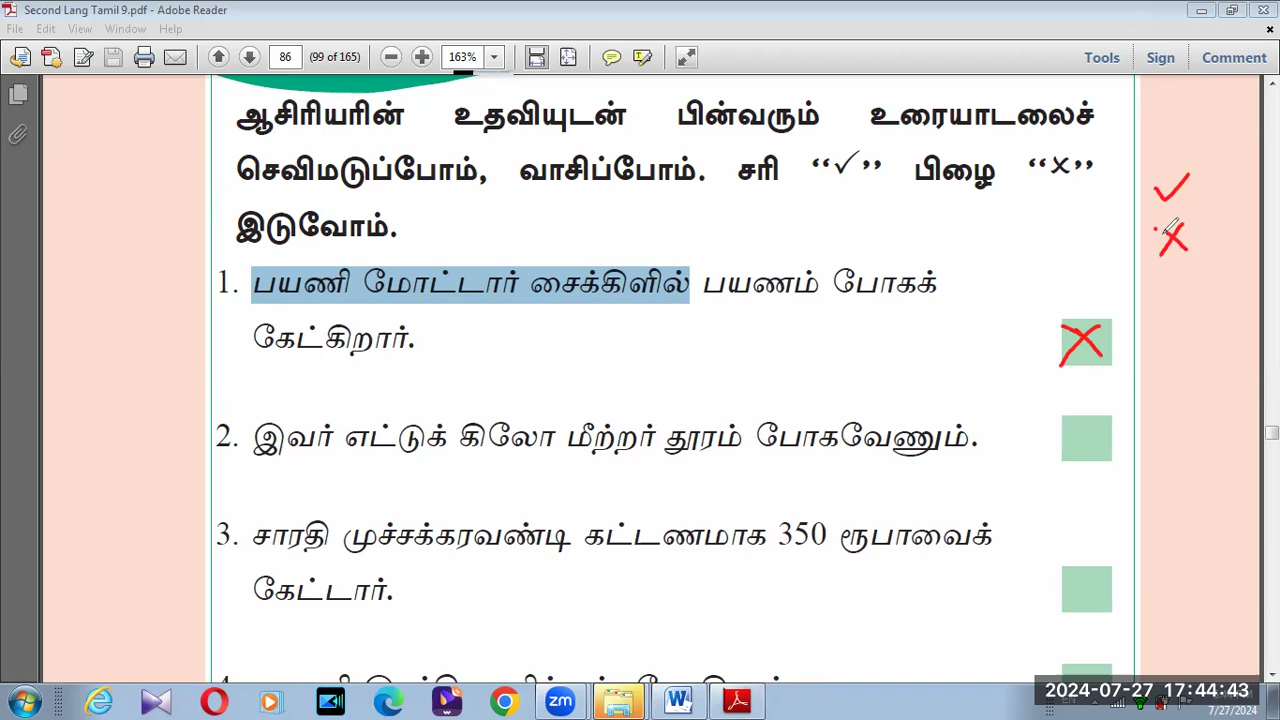 Second Lang Tamil 9.pdf - Adobe Reader
File Edit View Window Help
86 (99 of 165) 163% Tools Sign Comment
ஆசிரியரின் உதவியுடன் பின்வரும் உரையாடலைச்
செவிமடுப்போம், வாசிப்போம். சரி “✓” பிழை “✗”
இடுவோம்.
1. பயணி மோட்டார் சைக்கிளில் பயணம் போகக்
கேட்கிறார்.
2. இவர் எட்டுக் கிலோ மீற்றர் தூரம் போகவேணும்.
3. சாரதி முச்சக்கரவண்டி கட்டணமாக 350 ரூபாவைக்
கேட்டார்.
2024-07-27 17:44:43
7/27/2024